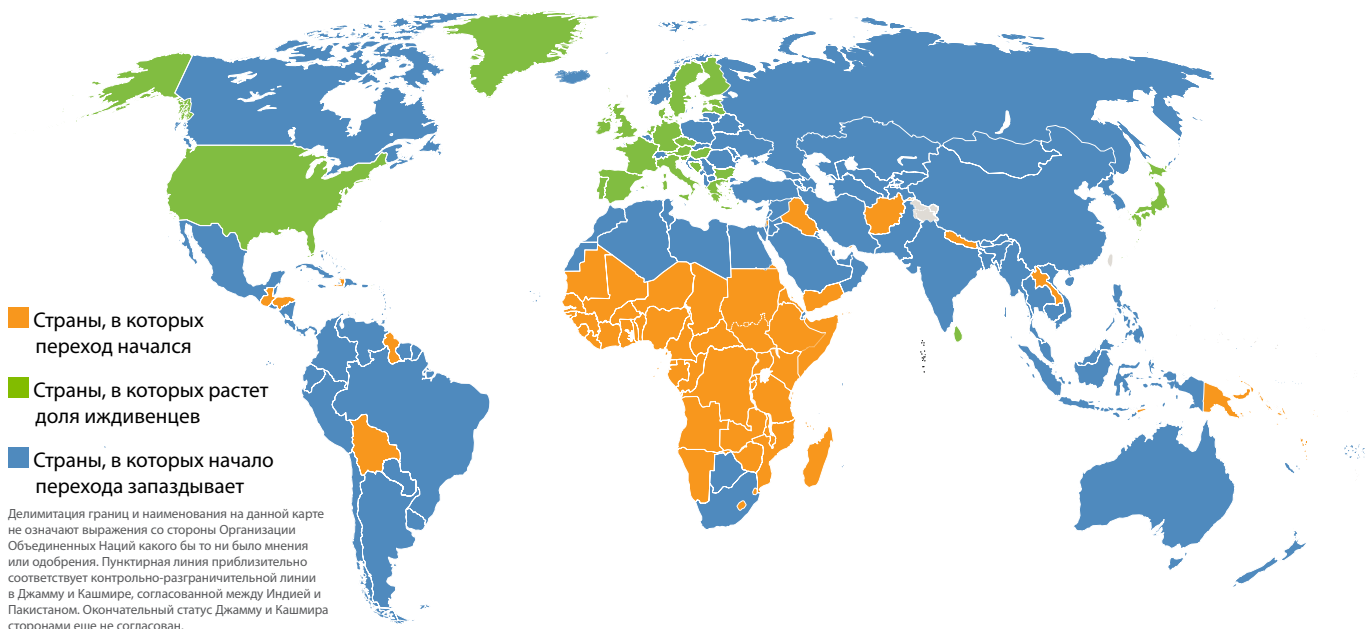 Страны, в которых
переход начался
Страны, в которых растет
доля иждивенцев
Страны, в которых начало
перехода запаздывает
Делимитация границ и наименования на данной карте
не означают выражения со стороны Организации
Объединенных Наций какого бы то ни было мнения
или одобрения. Пунктирная линия приблизительно
соответствует контрольно-разграничительной линии
в Джамму и Кашмире, согласованной между Индией и
Пакистаном. Окончательный статус Джамму и Кашмира
сторонами еще не согласован.